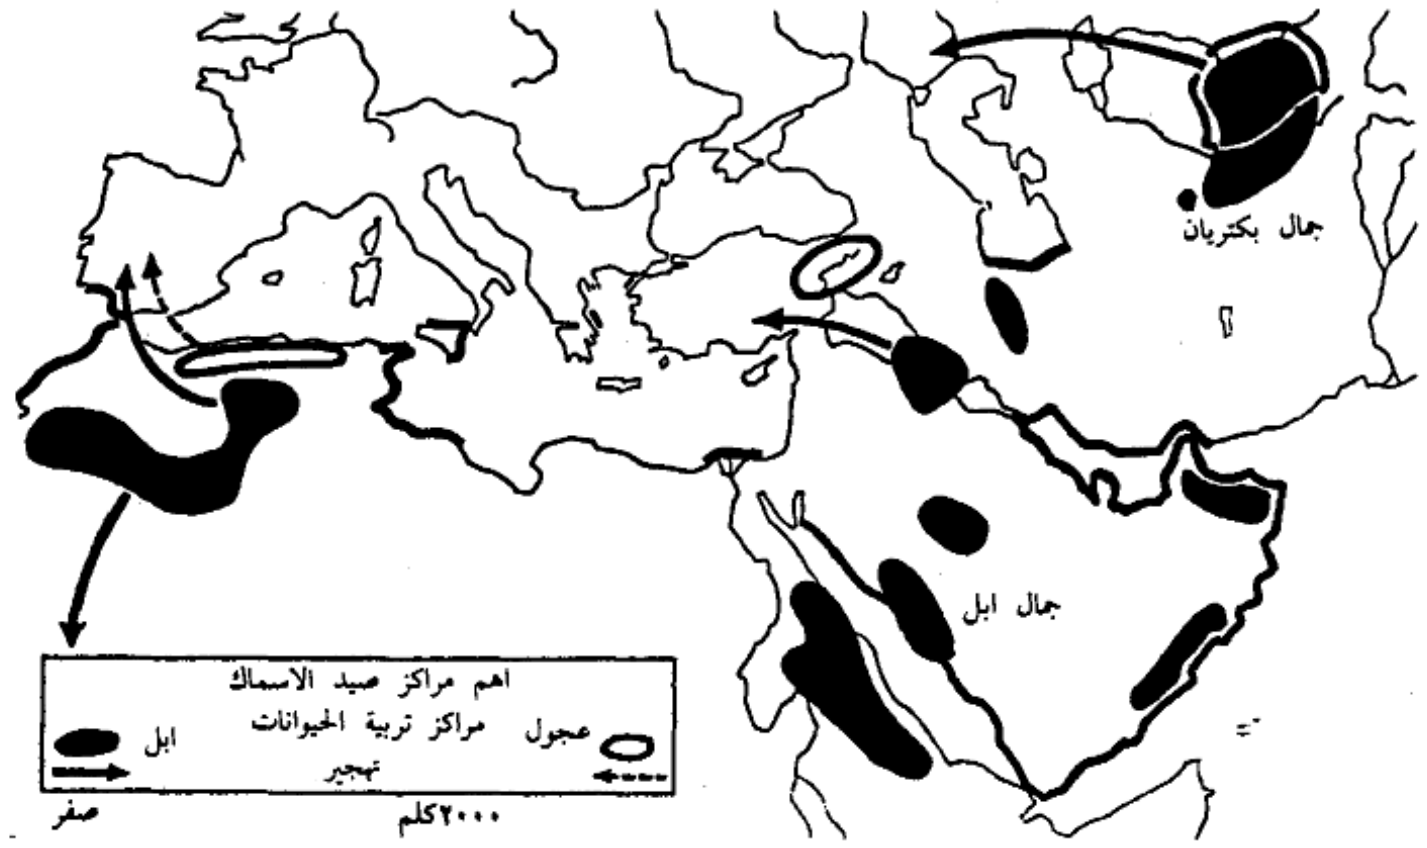 جمال بكتريان
جمال ابل
اهم مراكز صيد الاسماك
مراكز تربية الحيوانات
عجول
ابل
تهجير
صفر
٢٠٠٠كلم